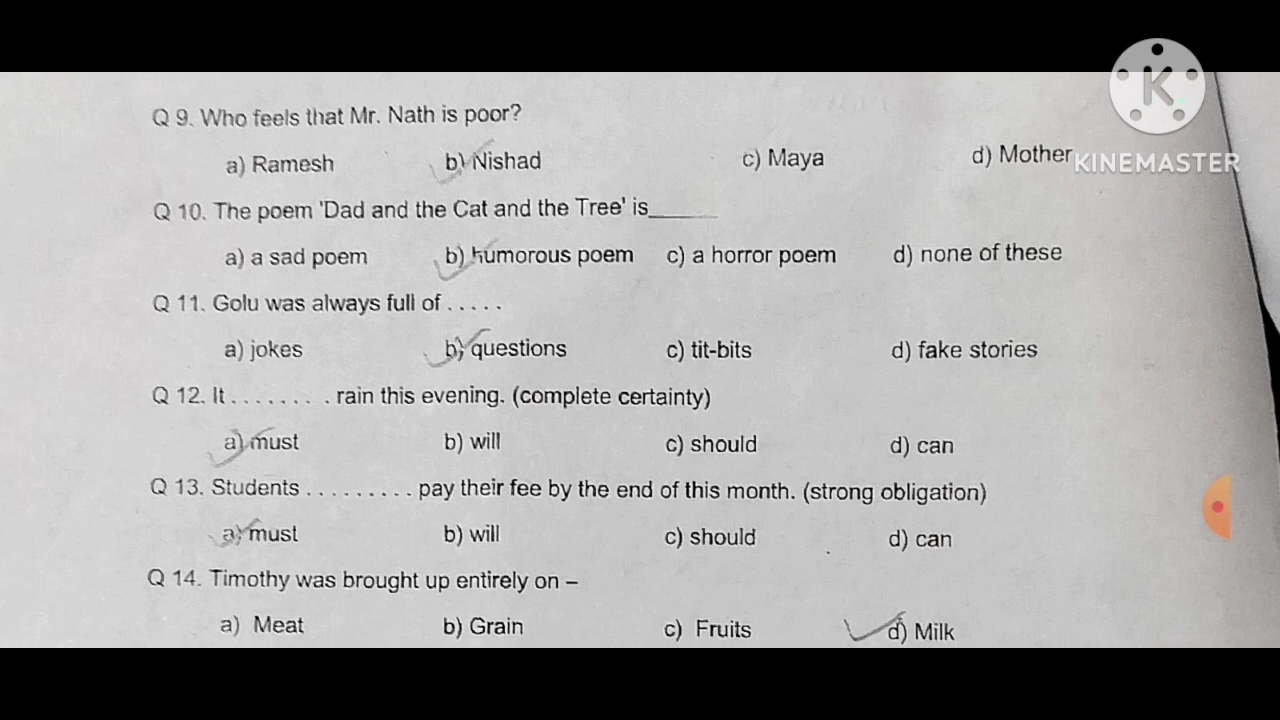 K
KINEMASTER
Q 9. Who feels that Mr. Nath is poor?
a) Ramesh b) Nishad c) Maya d) Mother
Q 10. The poem 'Dad and the Cat and the Tree' is______
a) a sad poem b) humorous poem c) a horror poem d) none of these
Q 11. Golu was always full of . . . . .
a) jokes b) questions c) tit-bits d) fake stories
Q 12. It . . . . . . . . rain this evening. (complete certainty)
a) must b) will c) should d) can
Q 13. Students . . . . . . . . . pay their fee by the end of this month. (strong obligation)
a) must b) will c) should d) can
Q 14. Timothy was brought up entirely on –
a) Meat b) Grain c) Fruits d) Milk